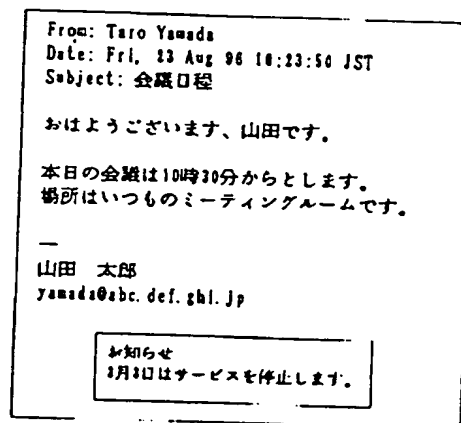 From: Taro Yamada
Date: Fri, 23 Aug 96 10:23:50 JST
Subject: 会議日程
おはようございます、山田です。
本日の会議は10時30分からとします。
場所はいつものミーティングルームです。
—
山田 太郎
yamada@abc.def.ghi.jp
お知らせ
3月3日はサービスを停止します。